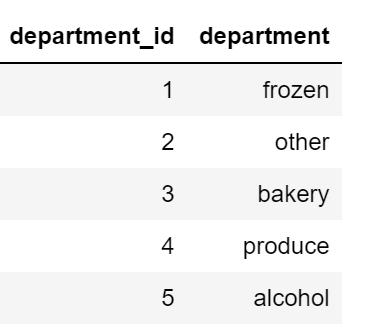 department_id department
1 frozen
2 other
3 bakery
4 produce
5 alcohol